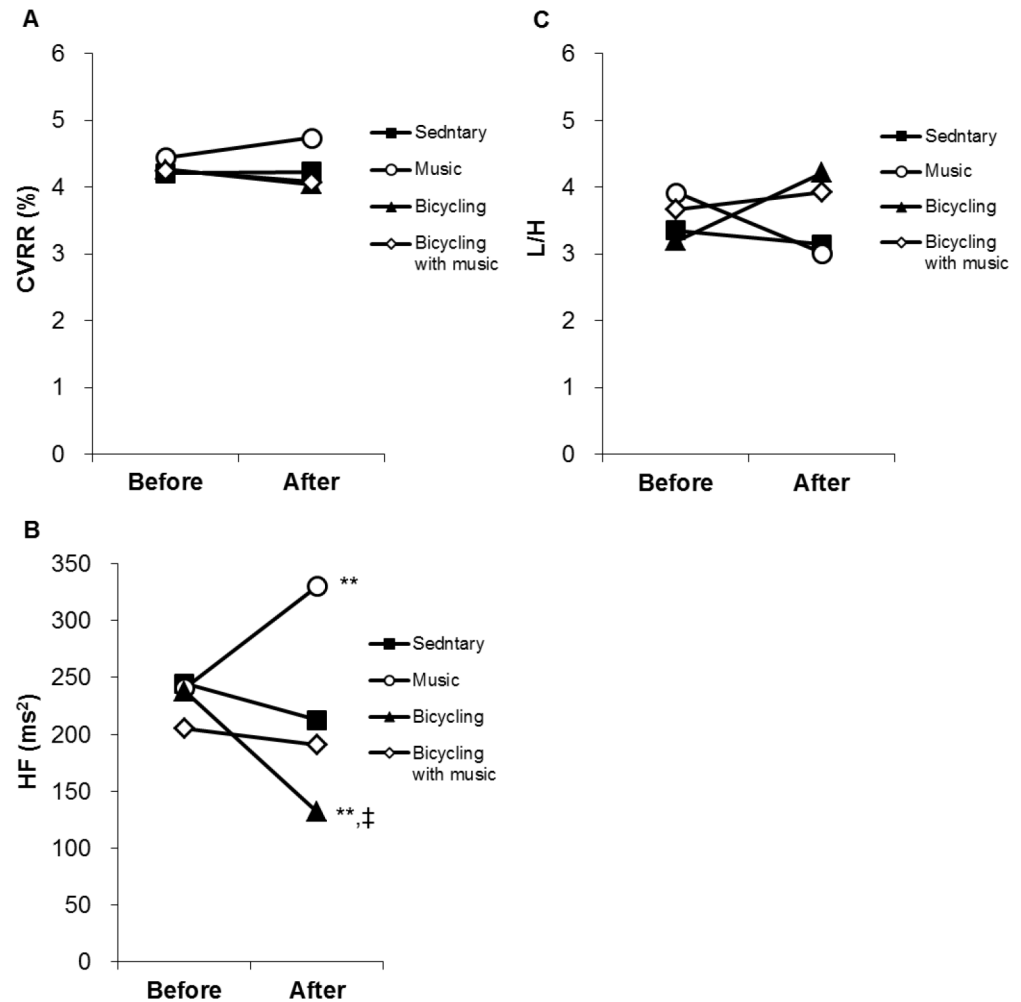 A
CVRR (%)
6
5
4
3
2
1
0
Before After
Sedntary
Music
Bicycling
Bicycling
with music
C
L/H
6
5
4
3
2
1
0
Before After
Sedntary
Music
Bicycling
Bicycling
with music
B
HF (ms²)
350
300
250
200
150
100
50
0
Before After
**
**,‡
Sedntary
Music
Bicycling
Bicycling
with music